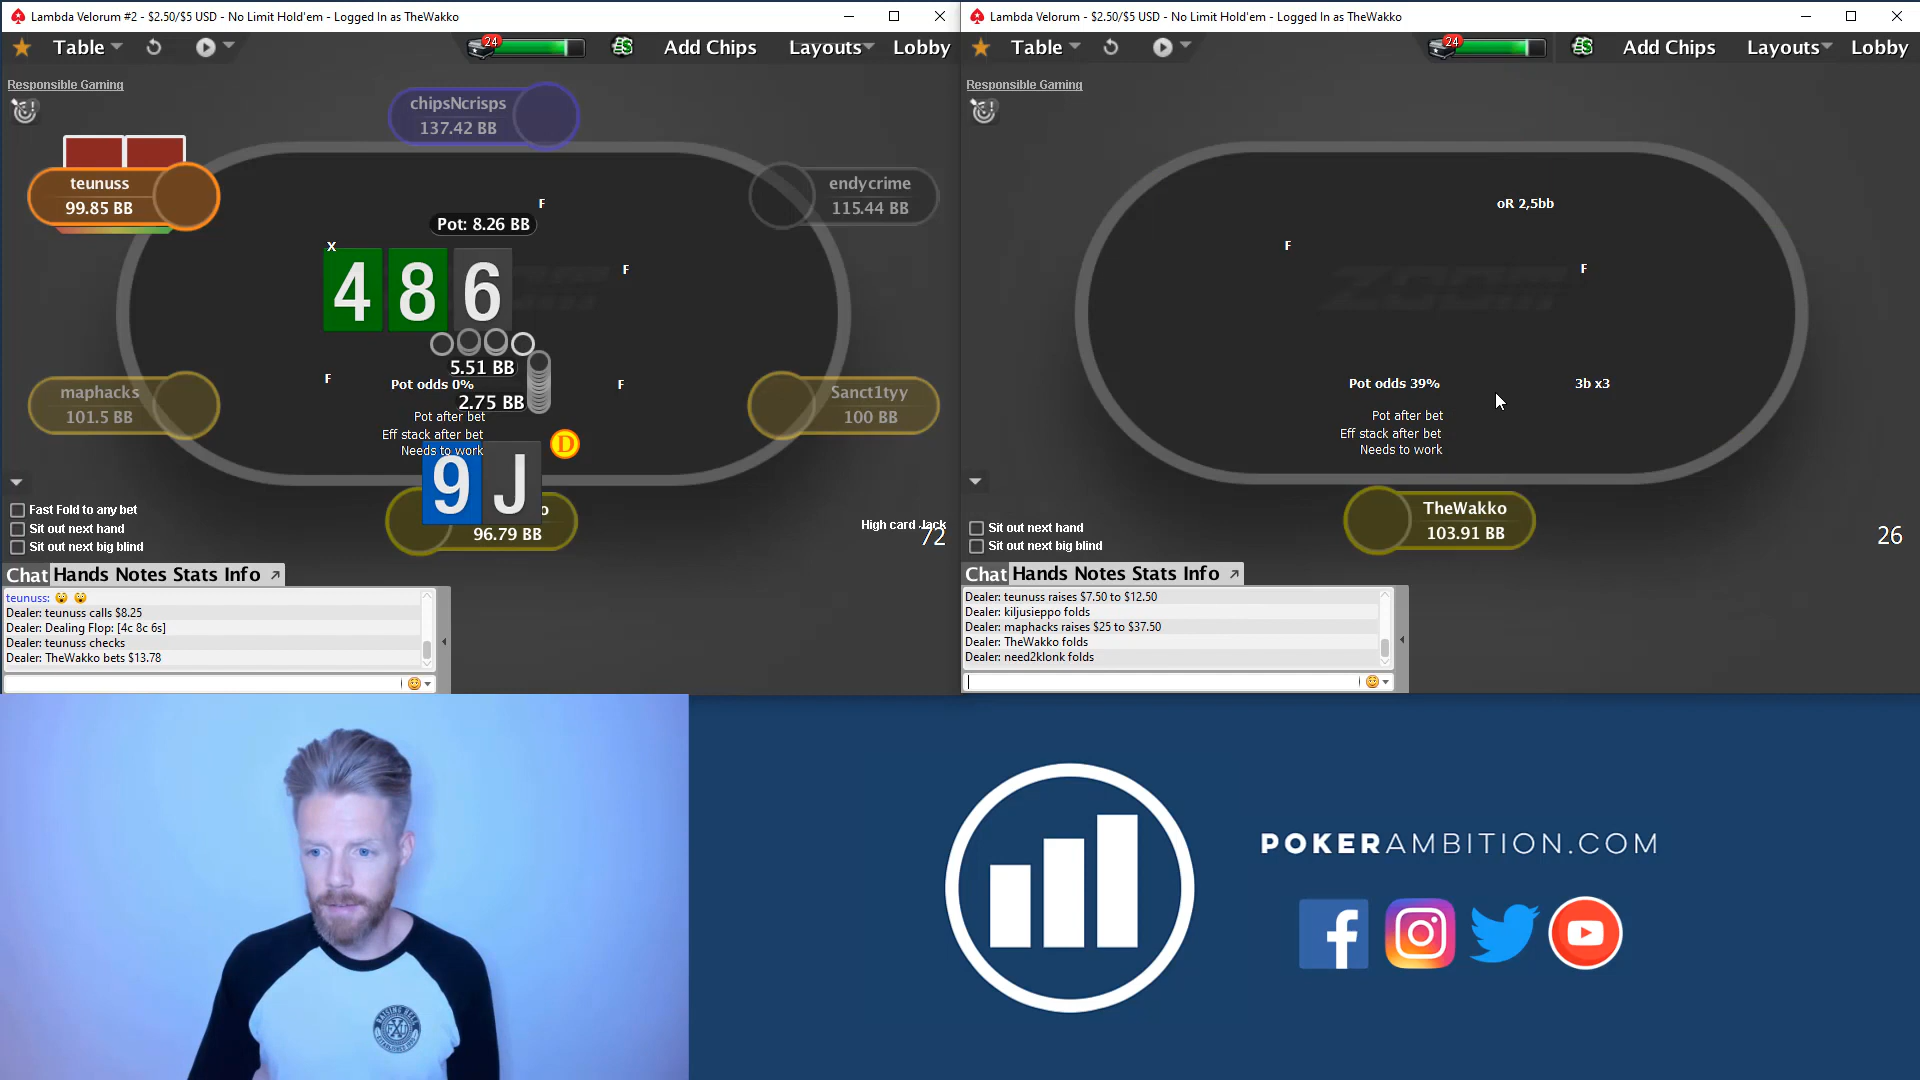 Lambda Velorum #2 - $2.50/$5 USD - No Limit Hold'em - Logged In as TheWakko
Table
24
Add Chips
Layouts
Lobby
Responsible Gaming
chipsNcrisps
137.42 BB
teunuss
99.85 BB
endycrime
115.44 BB
F
Pot: 8.26 BB
X
4 8 6
F
5.51 BB
F
Pot odds 0%
F
2.75 BB
maphacks
101.5 BB
Sanct1tyy
100 BB
Pot after bet
Eff stack after bet
Needs to work
D
9 J
o
96.79 BB
Fast Fold to any bet
Sit out next hand
Sit out next big blind
High card Jack
72
Chat Hands Notes Stats Info
teunuss:
Dealer: teunuss calls $8.25
Dealer: Dealing Flop: [4c 8c 6s]
Dealer: teunuss checks
Dealer: TheWakko bets $13.78
Lambda Velorum - $2.50/$5 USD - No Limit Hold'em - Logged In as TheWakko
Table
24
Add Chips
Layouts
Lobby
Responsible Gaming
oR 2,5bb
F
F
ZOOM
Pot odds 39%
3b x3
Pot after bet
Eff stack after bet
Needs to work
TheWakko
103.91 BB
Sit out next hand
Sit out next big blind
26
Chat Hands Notes Stats Info
Dealer: teunuss raises $7.50 to $12.50
Dealer: kiljusieppo folds
Dealer: maphacks raises $25 to $37.50
Dealer: TheWakko folds
Dealer: need2klonk folds
POKERAMBITION.COM